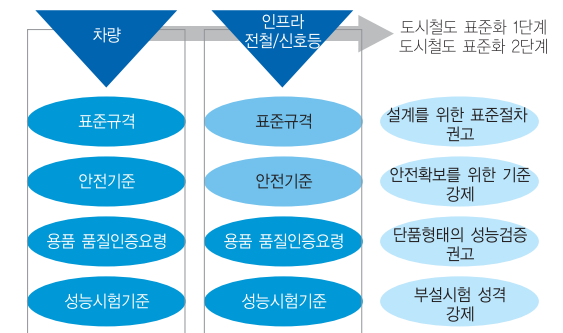 차량
인프라
전철/신호등
도시철도 표준화 1단계
도시철도 표준화 2단계
표준규격
표준규격
설계를 위한 표준절차
권고
안전기준
안전기준
안전확보를 위한 기준
강제
용품 품질인증요령
용품 품질인증요령
단품형태의 성능검증
권고
성능시험기준
성능시험기준
부설시험 성격
강제